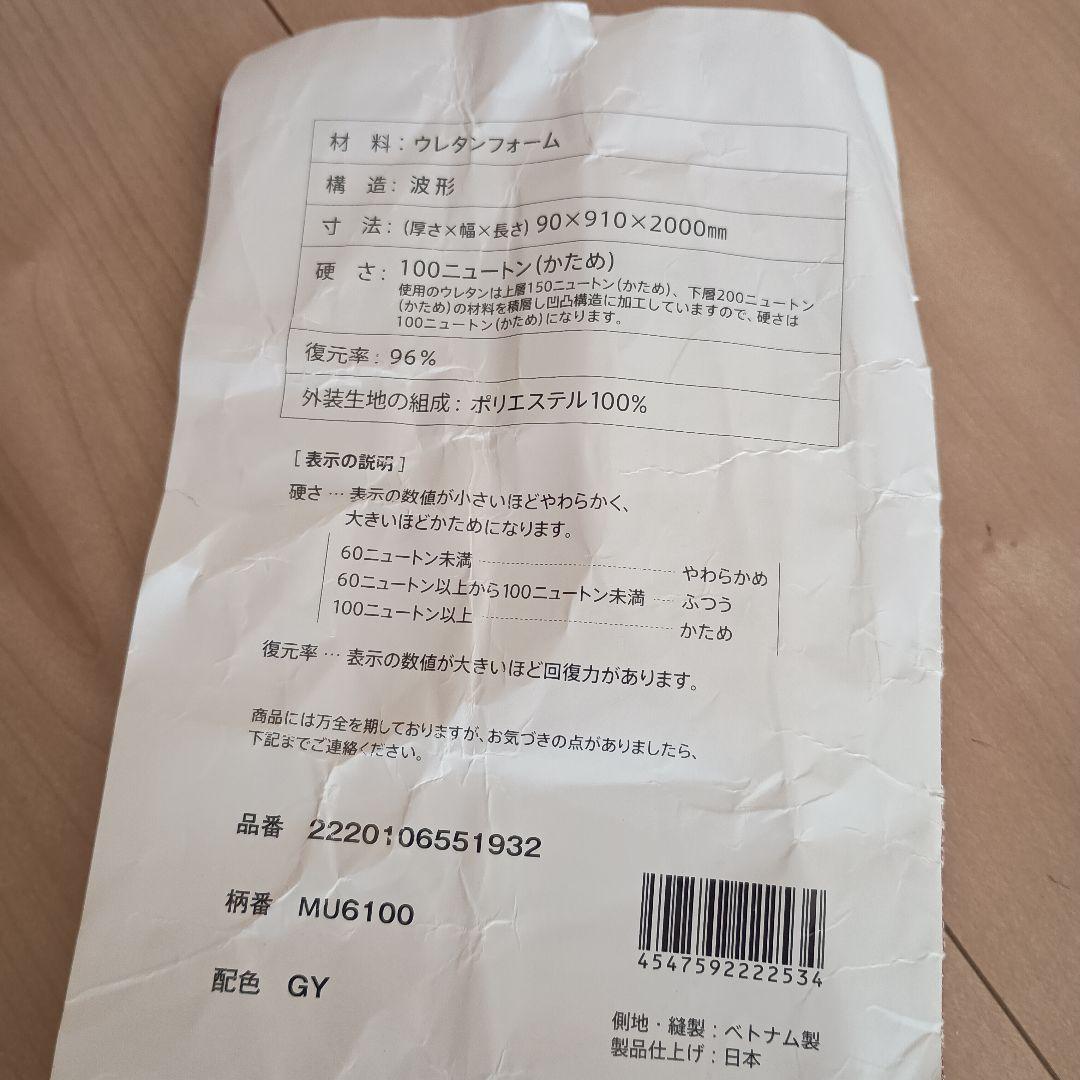 材　料：ウレタンフォーム
構　造：波形
寸　法：(厚さ×幅×長さ) 90×910×2000㎜
硬　さ：100ニュートン(かため)
使用のウレタンは上層150ニュートン(かため)、下層200ニュートン
(かため)の材料を積層し凹凸構造に加工していますので、硬さは
100ニュートン(かため)になります。
復元率：96%
外装生地の組成：ポリエステル100%
[表示の説明]
硬さ…表示の数値が小さいほどやわらかく、
大きいほどかためになります。
60ニュートン未満………やわらかめ
60ニュートン以上から100ニュートン未満……ふつう
100ニュートン以上………かため
復元率…表示の数値が大きいほど回復力があります。
商品には万全を期しておりますが、お気づきの点がありましたら、
下記までご連絡ください。
品番　2220106551932
柄番　MU6100
配色　GY
4547592222534
側地・縫製：ベトナム製
製品仕上げ：日本